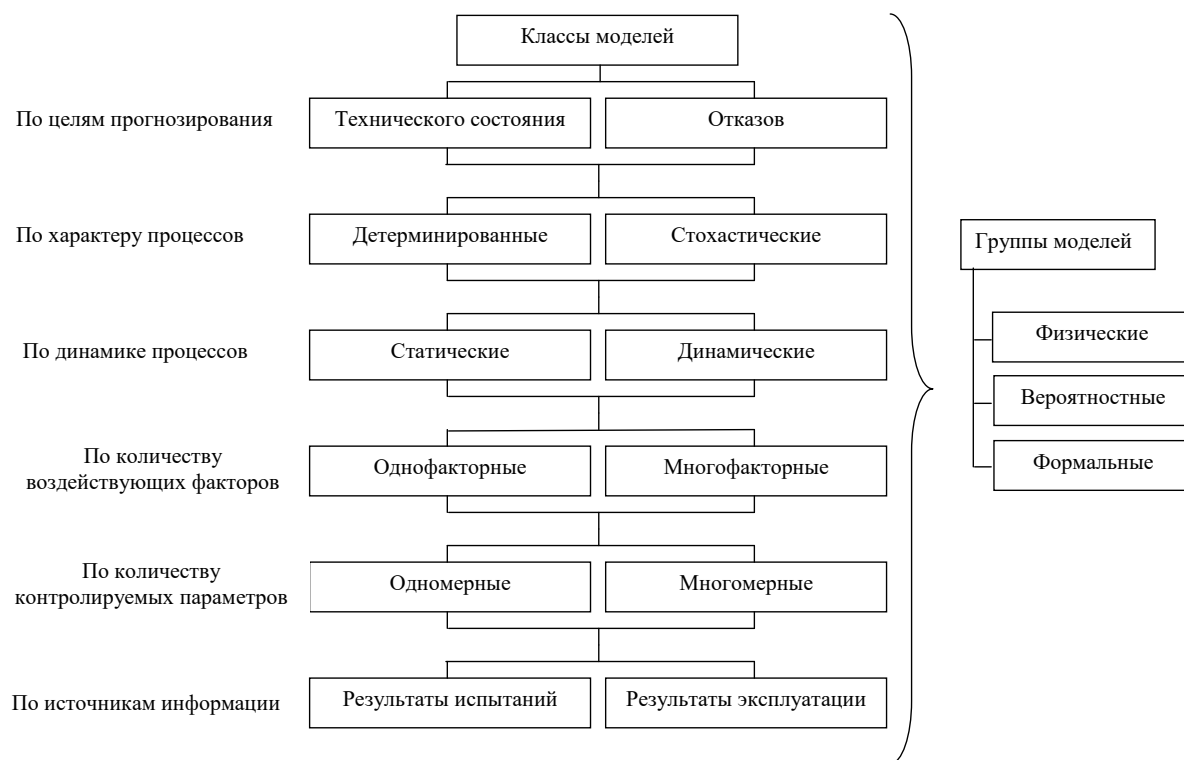 Классы моделей
По целям прогнозирования
Технического состояния
Отказов
По характеру процессов
Детерминированные
Стохастические
По динамике процессов
Статические
Динамические
По количеству
воздействующих факторов
Однофакторные
Многофакторные
По количеству
контролируемых параметров
Одномерные
Многомерные
По источникам информации
Результаты испытаний
Результаты эксплуатации
Группы моделей
Физические
Вероятностные
Формальные